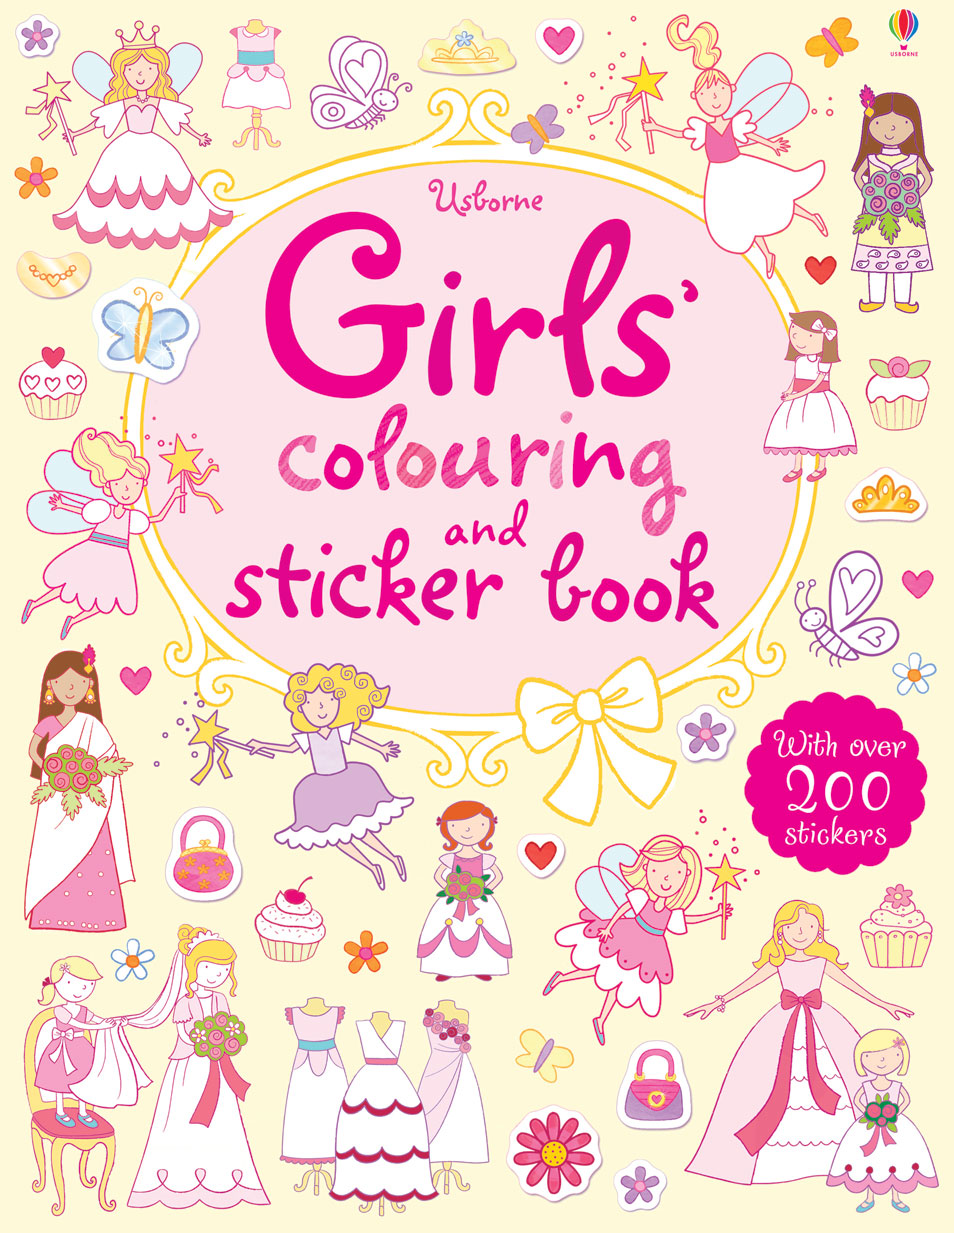 USBORNE
Usborne
Girls'
colouring
and
sticker book
With over
200
stickers